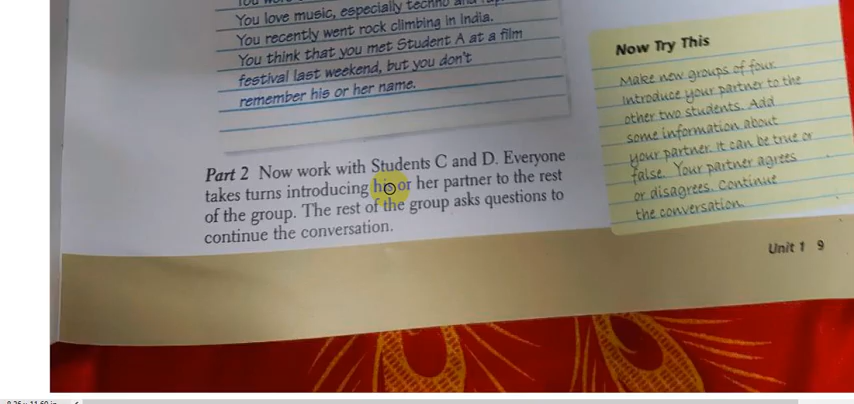 You love music, especially techno and rap.
You recently went rock climbing in India.
You think that you met Student A at a film
festival last weekend, but you don't
remember his or her name.
Part 2 Now work with Students C and D. Everyone
takes turns introducing his or her partner to the rest
of the group. The rest of the group asks questions to
continue the conversation.
Now Try This
Make new groups of four.
Introduce your partner to the
other two students. Add
some information about
your partner. It can be true or
false. Your partner agrees
or disagrees. Continue
the conversation.
Unit 1 9